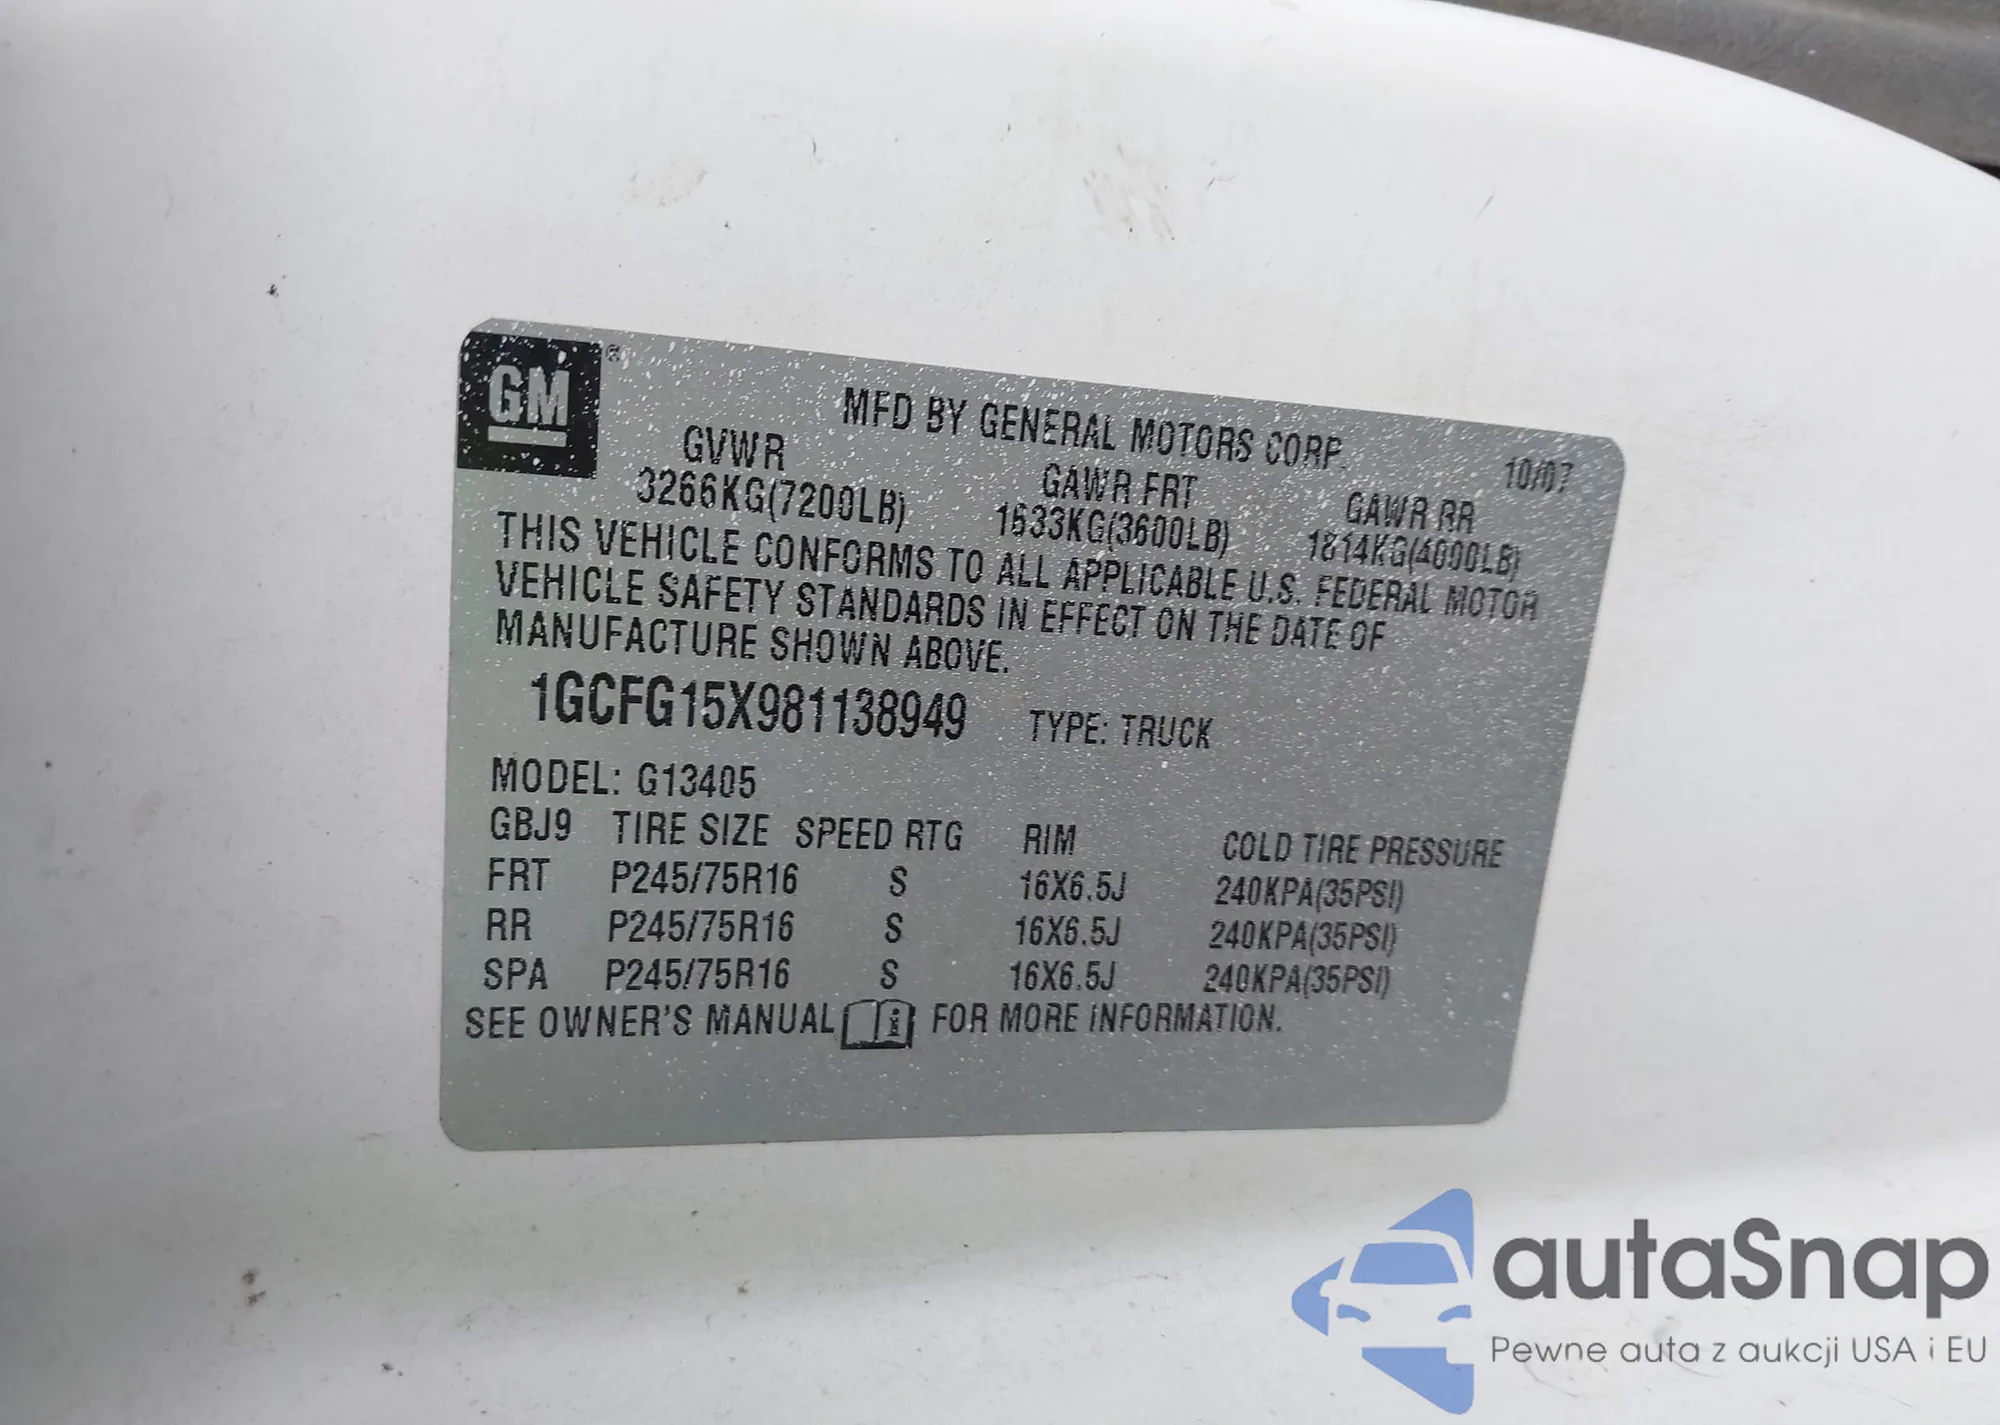 GM ®
MFD BY GENERAL MOTORS CORP.
10/07
GVWR GAWR FRT GAWR RR
3266KG(7200LB) 1633KG(3600LB) 1814KG(4000LB)
THIS VEHICLE CONFORMS TO ALL APPLICABLE U.S. FEDERAL MOTOR
VEHICLE SAFETY STANDARDS IN EFFECT ON THE DATE OF
MANUFACTURE SHOWN ABOVE.
1GCFG15X981138949 TYPE: TRUCK
MODEL: G13405
GBJ9 TIRE SIZE SPEED RTG RIM COLD TIRE PRESSURE
FRT P245/75R16 S 16X6.5J 240KPA(35PSI)
RR P245/75R16 S 16X6.5J 240KPA(35PSI)
SPA P245/75R16 S 16X6.5J 240KPA(35PSI)
SEE OWNER'S MANUAL i FOR MORE INFORMATION.
autaSnap
Pewne auta z aukcji USA i EU